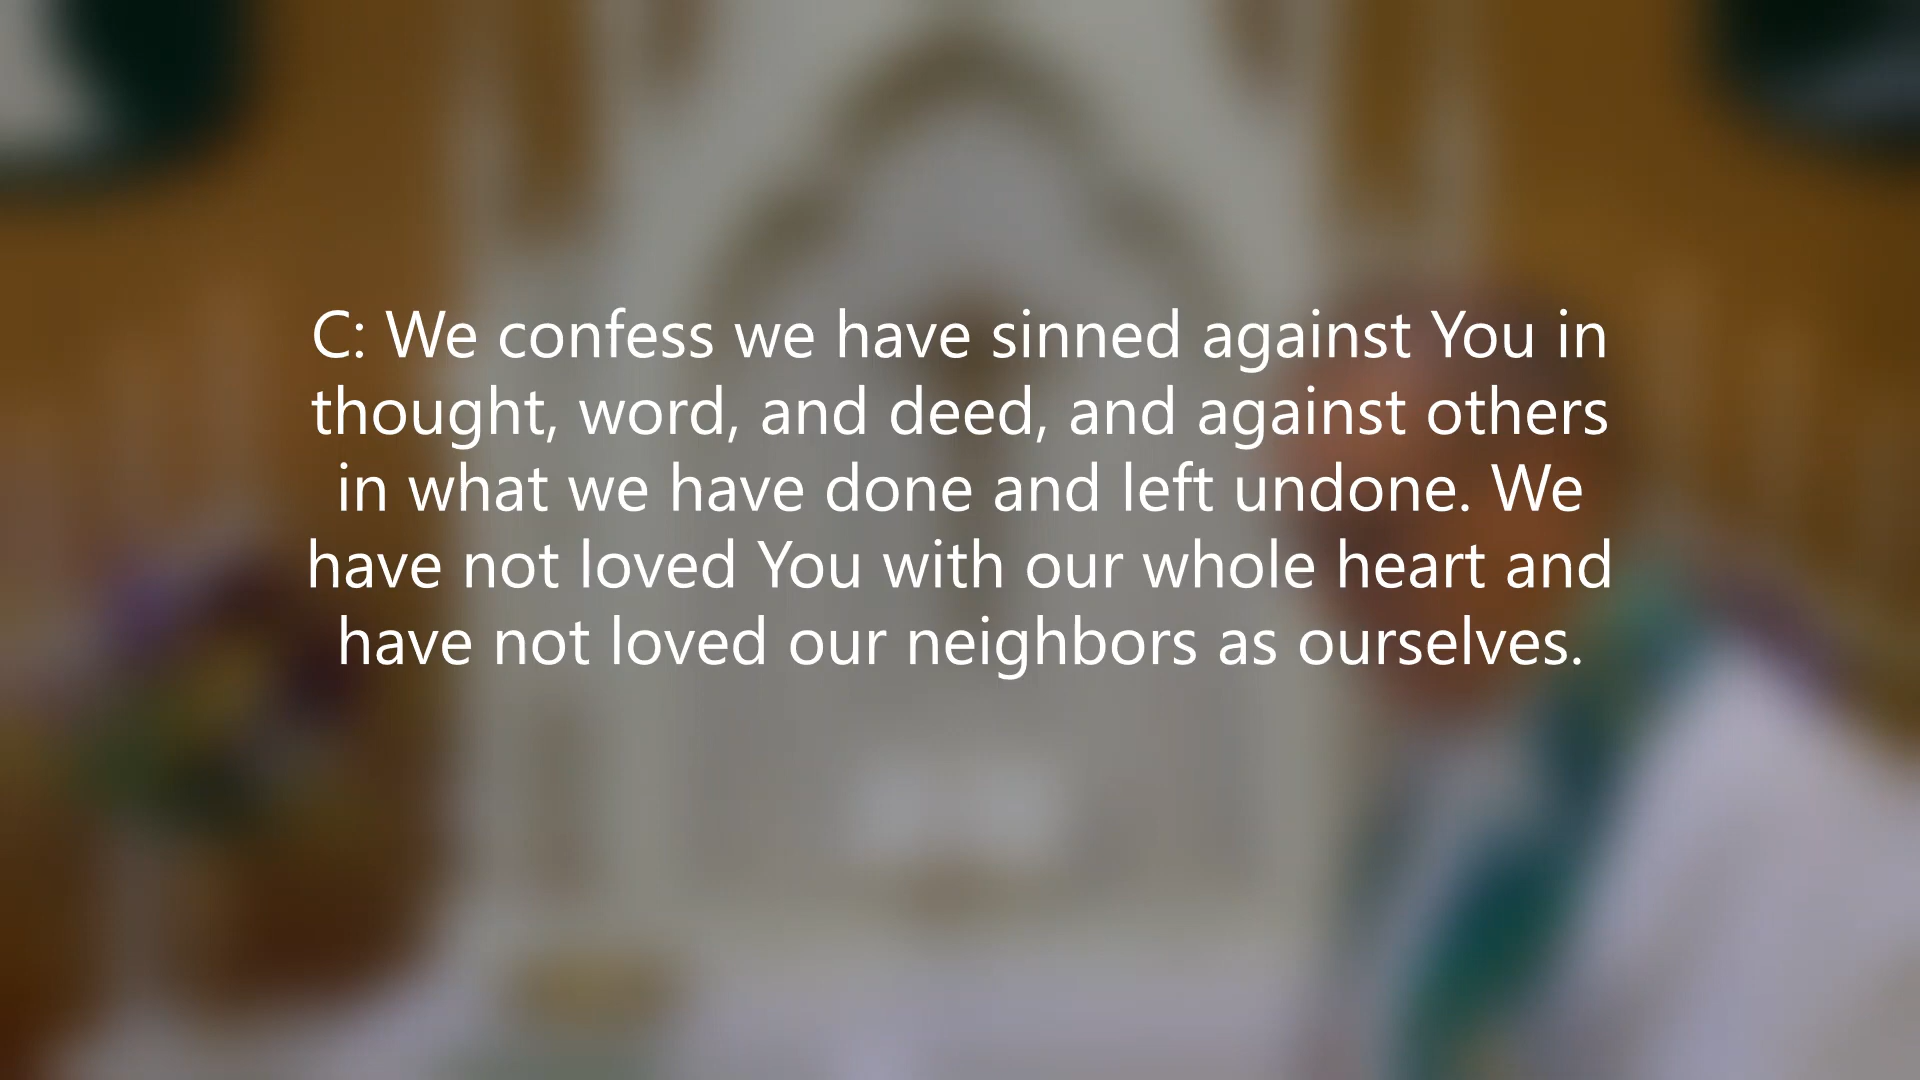 C: We confess we have sinned against You in
thought, word, and deed, and against others
in what we have done and left undone. We
have not loved You with our whole heart and
have not loved our neighbors as ourselves.